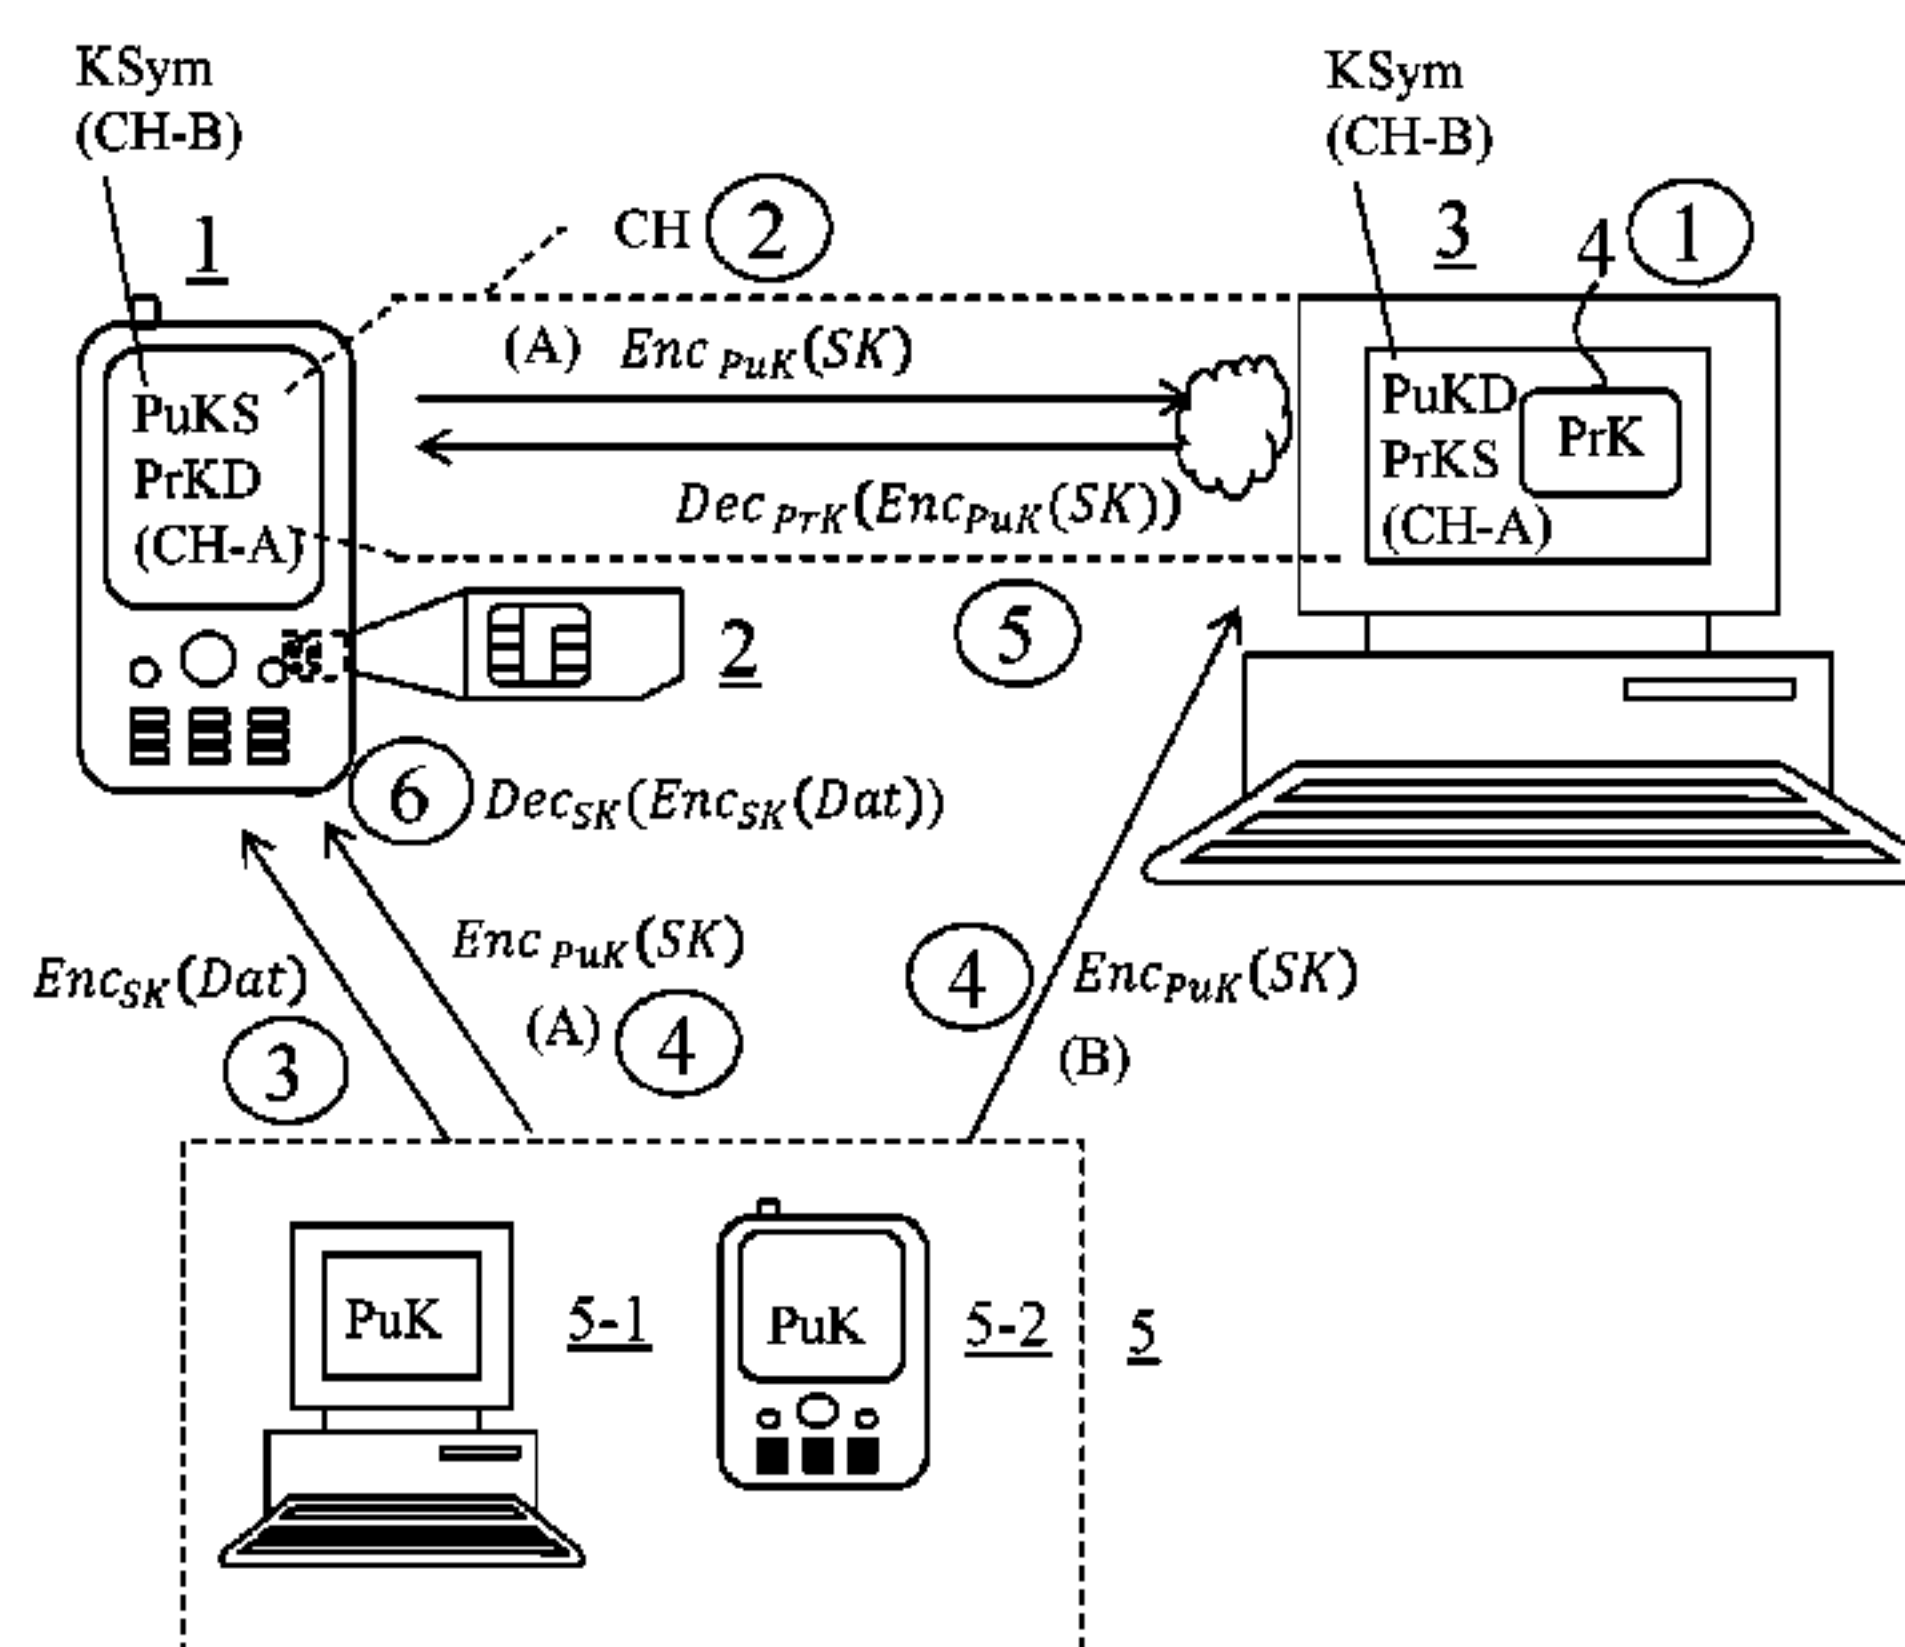 KSym
(CH-B)
1
CH 2
KSym
(CH-B)
3
4 1
(A) Enc PuK(SK)
PuKS
PrKD
(CH-A)
Dec PrK(EncPuK(SK))
PuKD
PrKS
(CH-A)
PrK
2
5
6 DecSK(EncSK(Dat))
EncSK(Dat)
3
Enc PuK(SK)
(A) 4
4 EncPuK(SK)
(B)
PuK
5-1
PuK
5-2
5